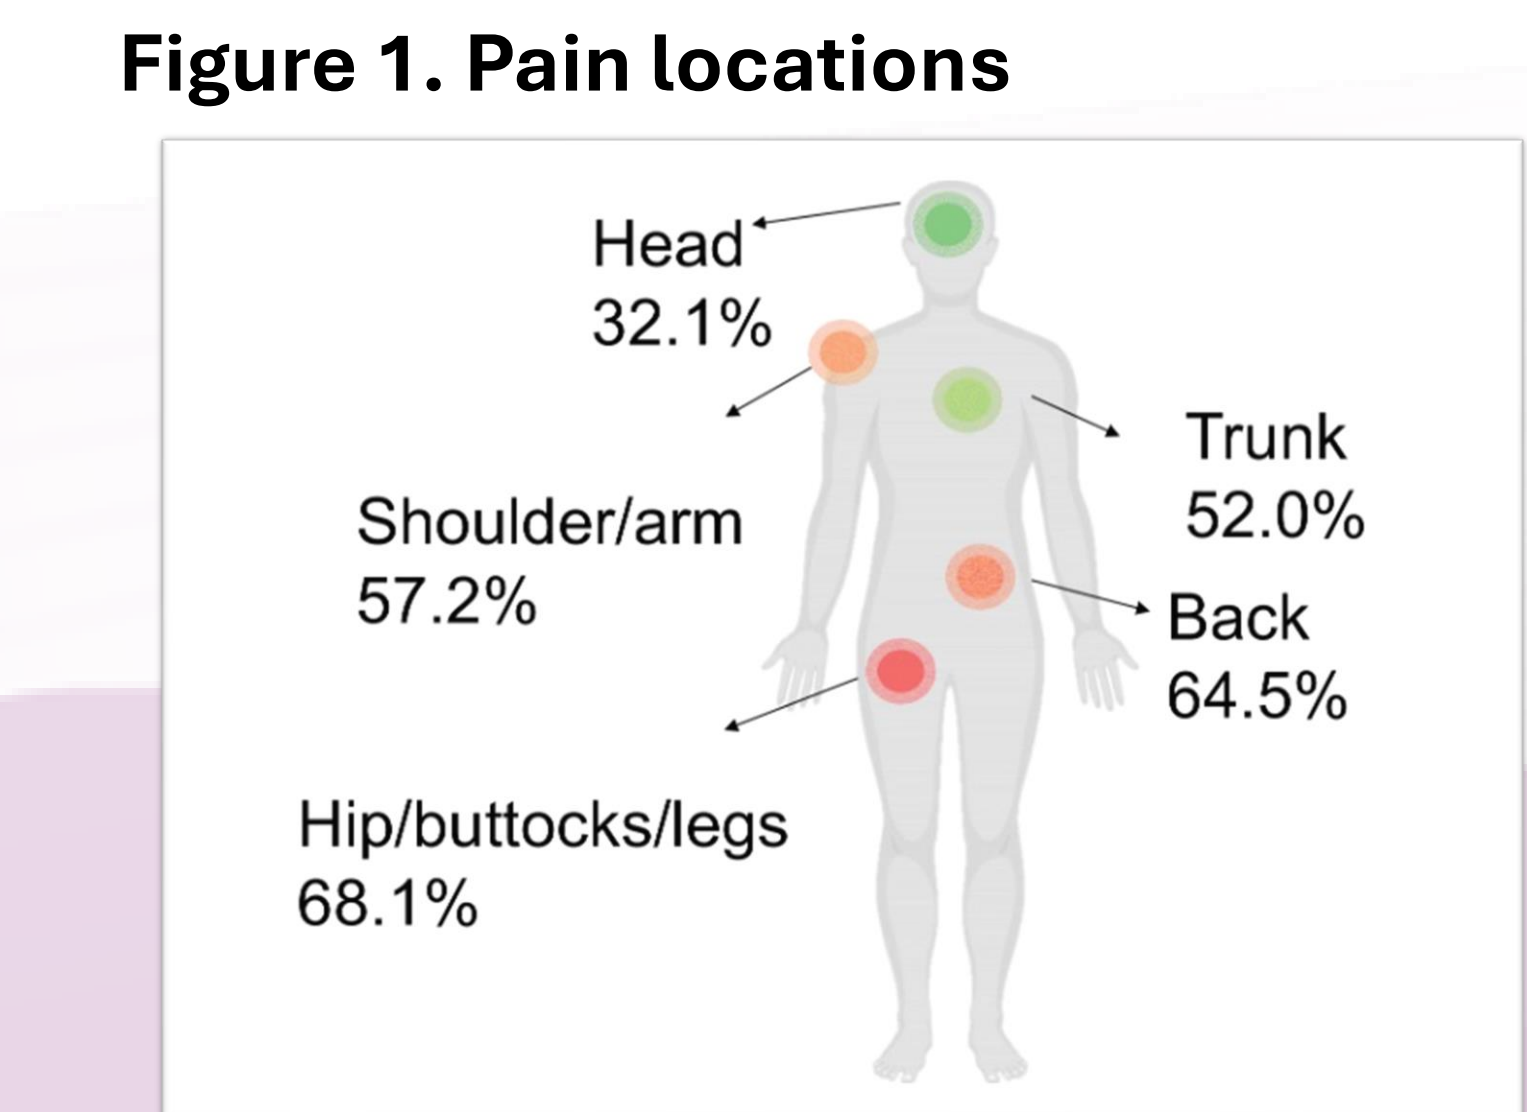 Figure 1. Pain locations
Head
32.1%
Shoulder/arm
57.2%
Trunk
52.0%
Back
64.5%
Hip/buttocks/legs
68.1%